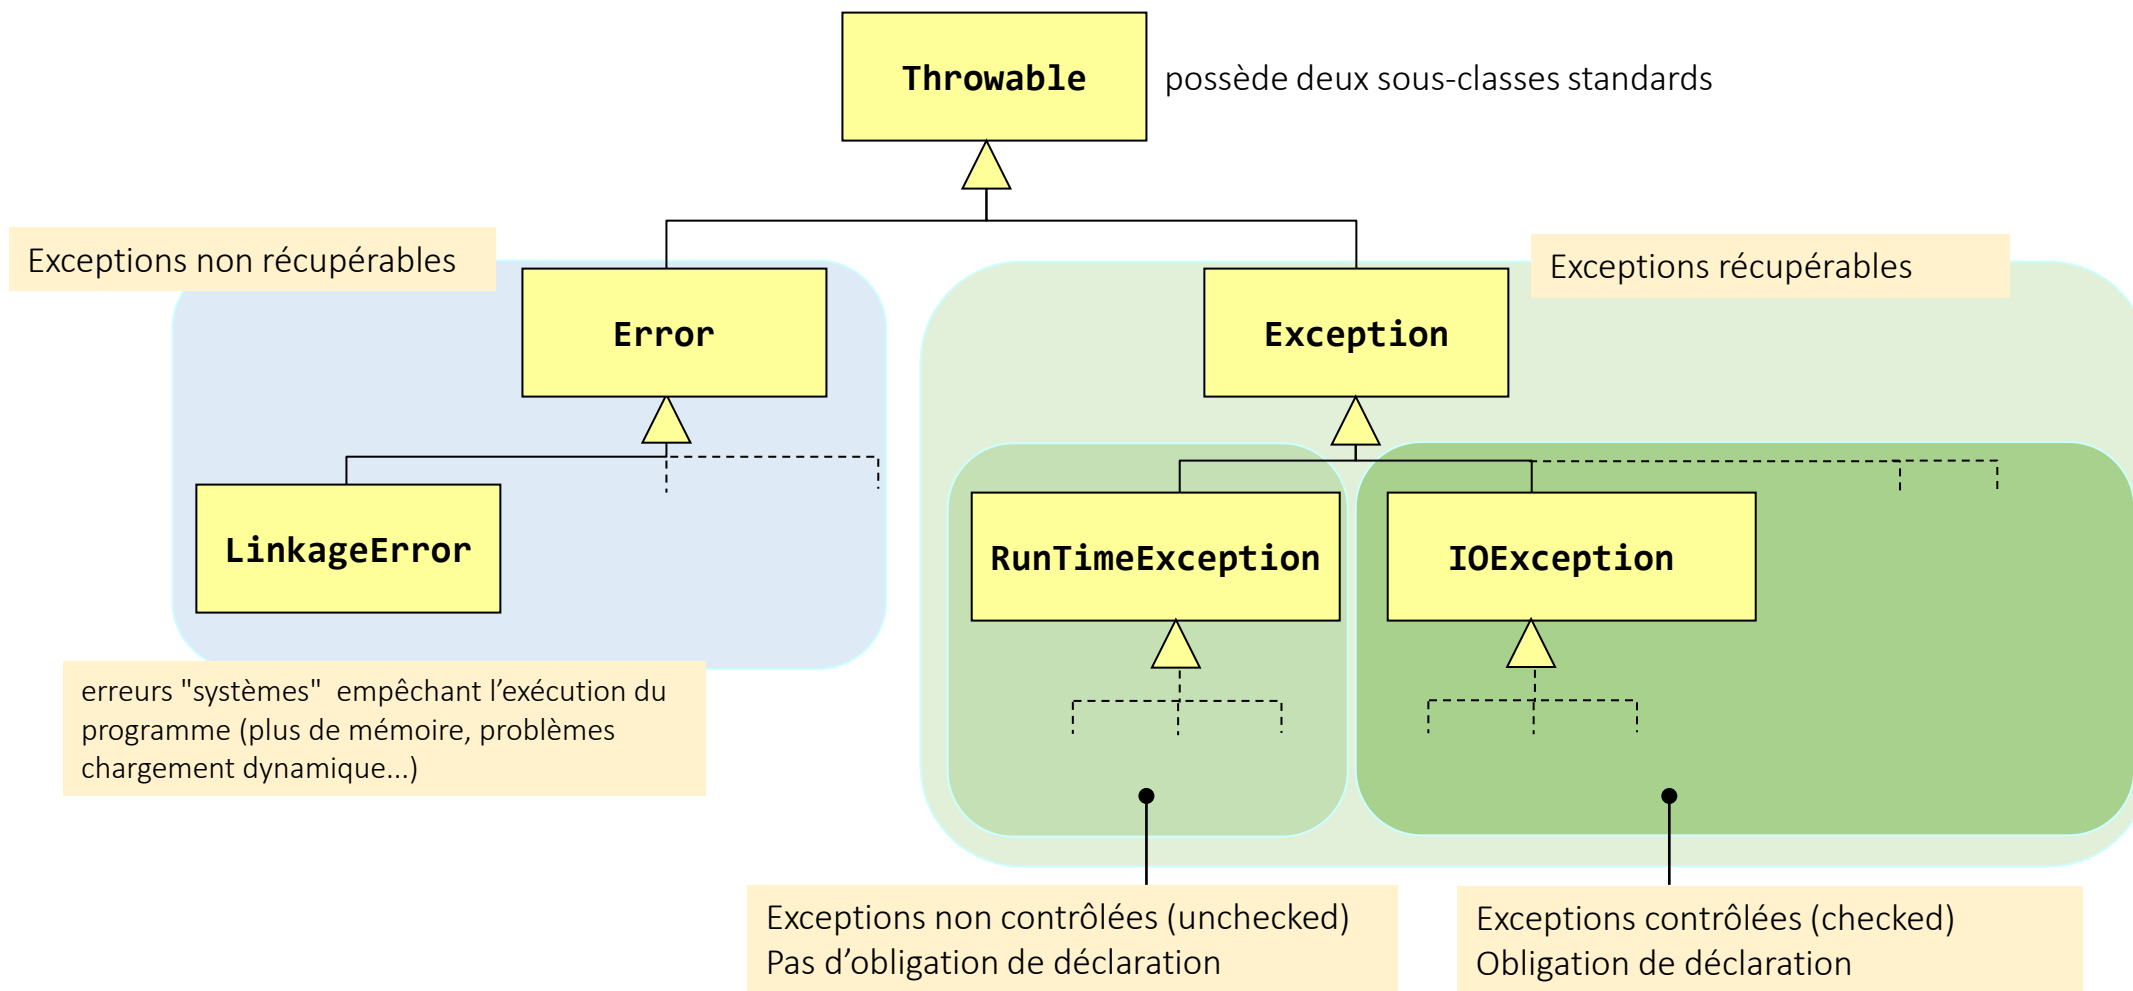 Throwable
possède deux sous-classes standards
Exceptions non récupérables
Exceptions récupérables
Error
Exception
LinkageError
RunTimeException
IOException
erreurs "systèmes"  empêchant l’exécution du
programme (plus de mémoire, problèmes
chargement dynamique...)
Exceptions non contrôlées (unchecked)
Pas d’obligation de déclaration
Exceptions contrôlées (checked)
Obligation de déclaration